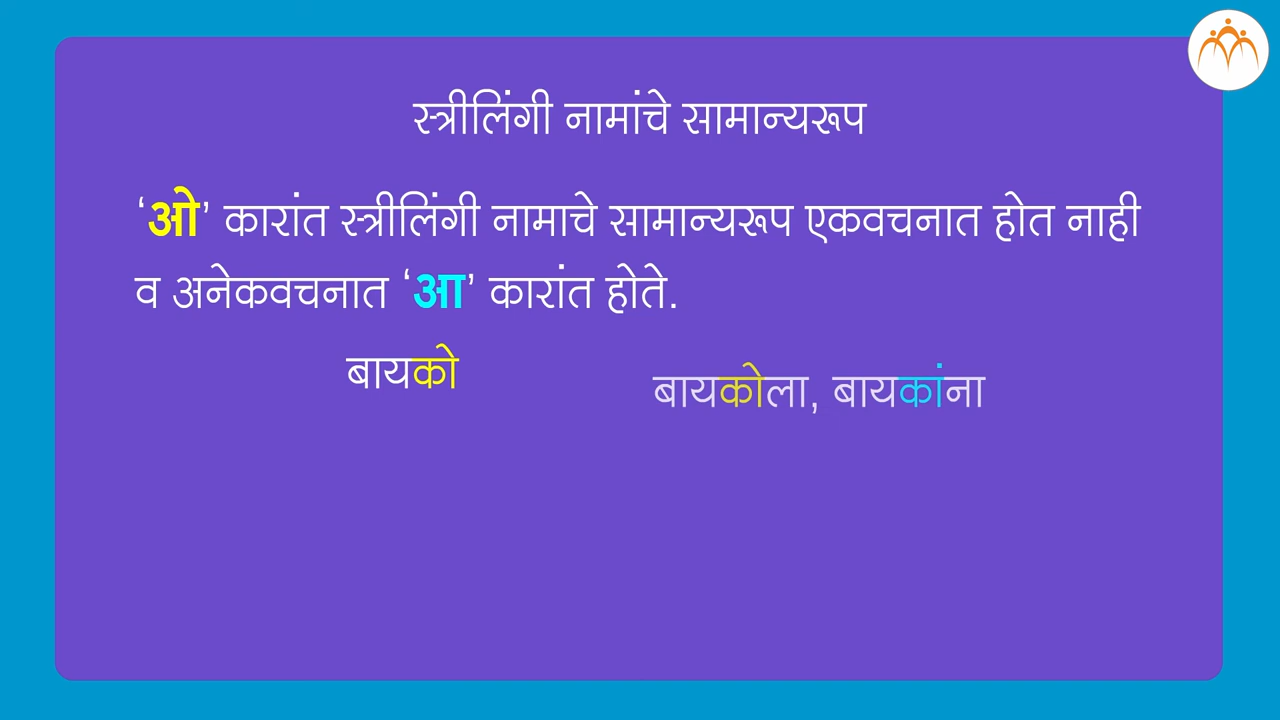 स्त्रीलिंगी नामांचे सामान्यरूप
‘ओ’ कारांत स्त्रीलिंगी नामाचे सामान्यरूप एकवचनात होत नाही
व अनेकवचनात ‘आ’ कारांत होते.
बायको
बायकोला, बायकांना